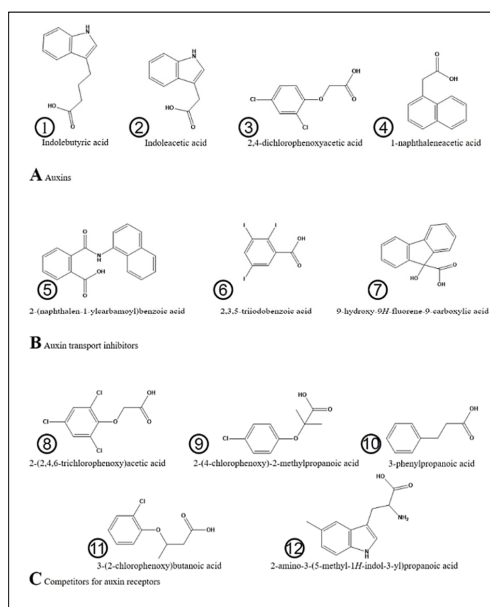 H
N
H
N
HO
O
HO
O
OH
O
O
Cl
Cl
OH
O
① ② ③ ④
Indolebutyric acid Indoleacetic acid 2,4-dichlorophenoxyacetic acid 1-naphthaleneacetic acid
A Auxins
O
N
H
OH
O
I
I
I
OH
O
HO
O
OH
⑤ ⑥ ⑦
2-(naphthalen-1-ylcarbamoyl)benzoic acid 2,3,5-triiodobenzoic acid 9-hydroxy-9H-fluorene-9-carboxylic acid
B Auxin transport inhibitors
Cl
Cl
Cl
O
OH
O
HO
O
O
Cl
OH
O
⑧ ⑨ ⑩
2-(2,4,6-trichlorophenoxy)acetic acid 2-(4-chlorophenoxy)-2-methylpropanoic acid 3-phenylpropanoic acid
Cl
O
O
OH
HO
O
NH₂
N
H
⑪ ⑫
3-(2-chlorophenoxy)butanoic acid 2-amino-3-(5-methyl-1H-indol-3-yl)propanoic acid
C Competitors for auxin receptors